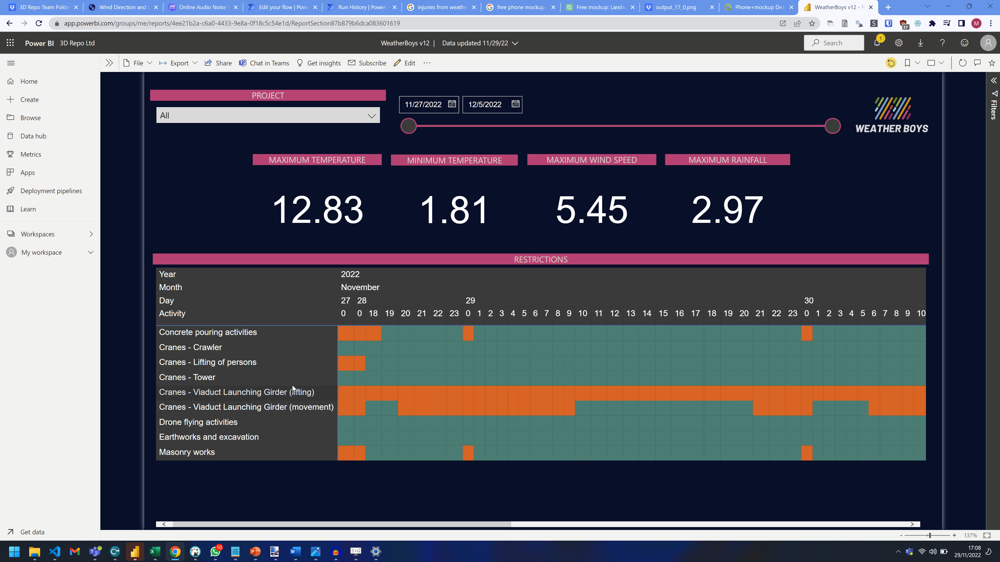 3D Repo Team Folde
Wind Direction and D
Online Audio Noise R
Edit your flow | Powe
Run History | Power A
injuries from weathe
free phone mockup
Free mockup: Landsc
output_17_0.png
Phone+mockup Des
WeatherBoys v12 - P
app.powerbi.com/groups/me/reports/4ee21b2a-c6a0-4433-9e8a-0f18c5c54e1d/ReportSection87b879b6dca083601619
37
M
Power BI 3D Repo Ltd
WeatherBoys v12 | Data updated 11/29/22
Search
1
File Export Share Chat in Teams Get insights Subscribe Edit ···
Home
Create
Browse
Data hub
Metrics
Apps
Deployment pipelines
Learn
Workspaces
My workspace
Get data
PROJECT
All
11/27/2022 12/5/2022
WEATHER BOYS
Filters
MAXIMUM TEMPERATURE MINIMUM TEMPERATURE MAXIMUM WIND SPEED MAXIMUM RAINFALL
12.83 1.81 5.45 2.97
RESTRICTIONS
Year 2022
Month November
Day 27 28 29 30
Activity 0 0 18 19 20 21 22 23 0 1 2 3 4 5 6 7 8 9 10 11 12 13 14 15 16 17 18 19 20 21 22 23 0 1 2 3 4 5 6 7 8 9 10
Concrete pouring activities
Cranes - Crawler
Cranes - Lifting of persons
Cranes - Tower
Cranes - Viaduct Launching Girder (lifting)
Cranes - Viaduct Launching Girder (movement)
Drone flying activities
Earthworks and excavation
Masonry works
- + 137%
10
S>G
17:08
29/11/2022